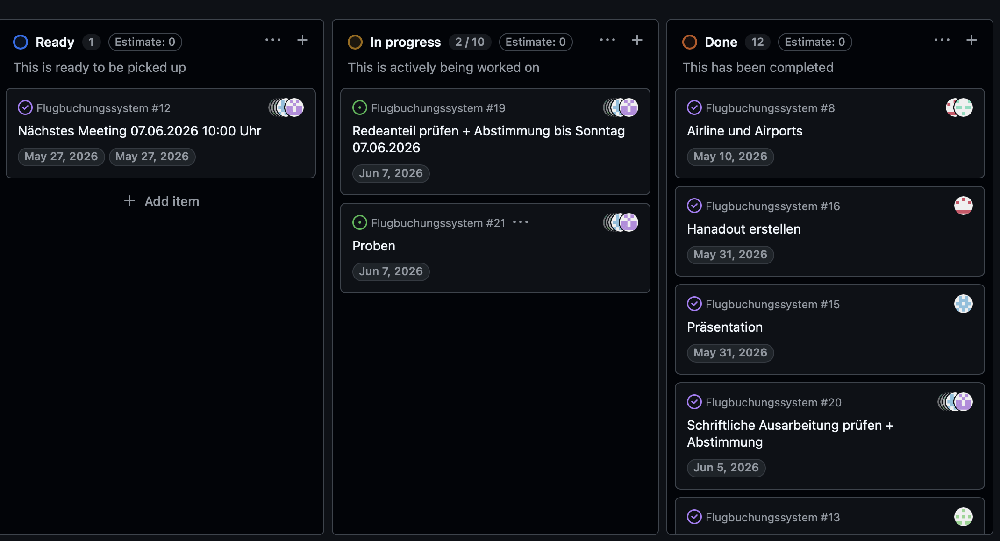 Ready 1 Estimate: 0
This is ready to be picked up
Flugbuchungssystem #12
Nächstes Meeting 07.06.2026 10:00 Uhr
May 27, 2026 May 27, 2026
Add item
In progress 2 / 10 Estimate: 0
This is actively being worked on
Flugbuchungssystem #19
Redeanteil prüfen + Abstimmung bis Sonntag
07.06.2026
Jun 7, 2026
Flugbuchungssystem #21
Proben
Jun 7, 2026
Done 12 Estimate: 0
This has been completed
Flugbuchungssystem #8
Airline und Airports
May 10, 2026
Flugbuchungssystem #16
Hanadout erstellen
May 31, 2026
Flugbuchungssystem #15
Präsentation
May 31, 2026
Flugbuchungssystem #20
Schriftliche Ausarbeitung prüfen +
Abstimmung
Jun 5, 2026
Flugbuchungssystem #13